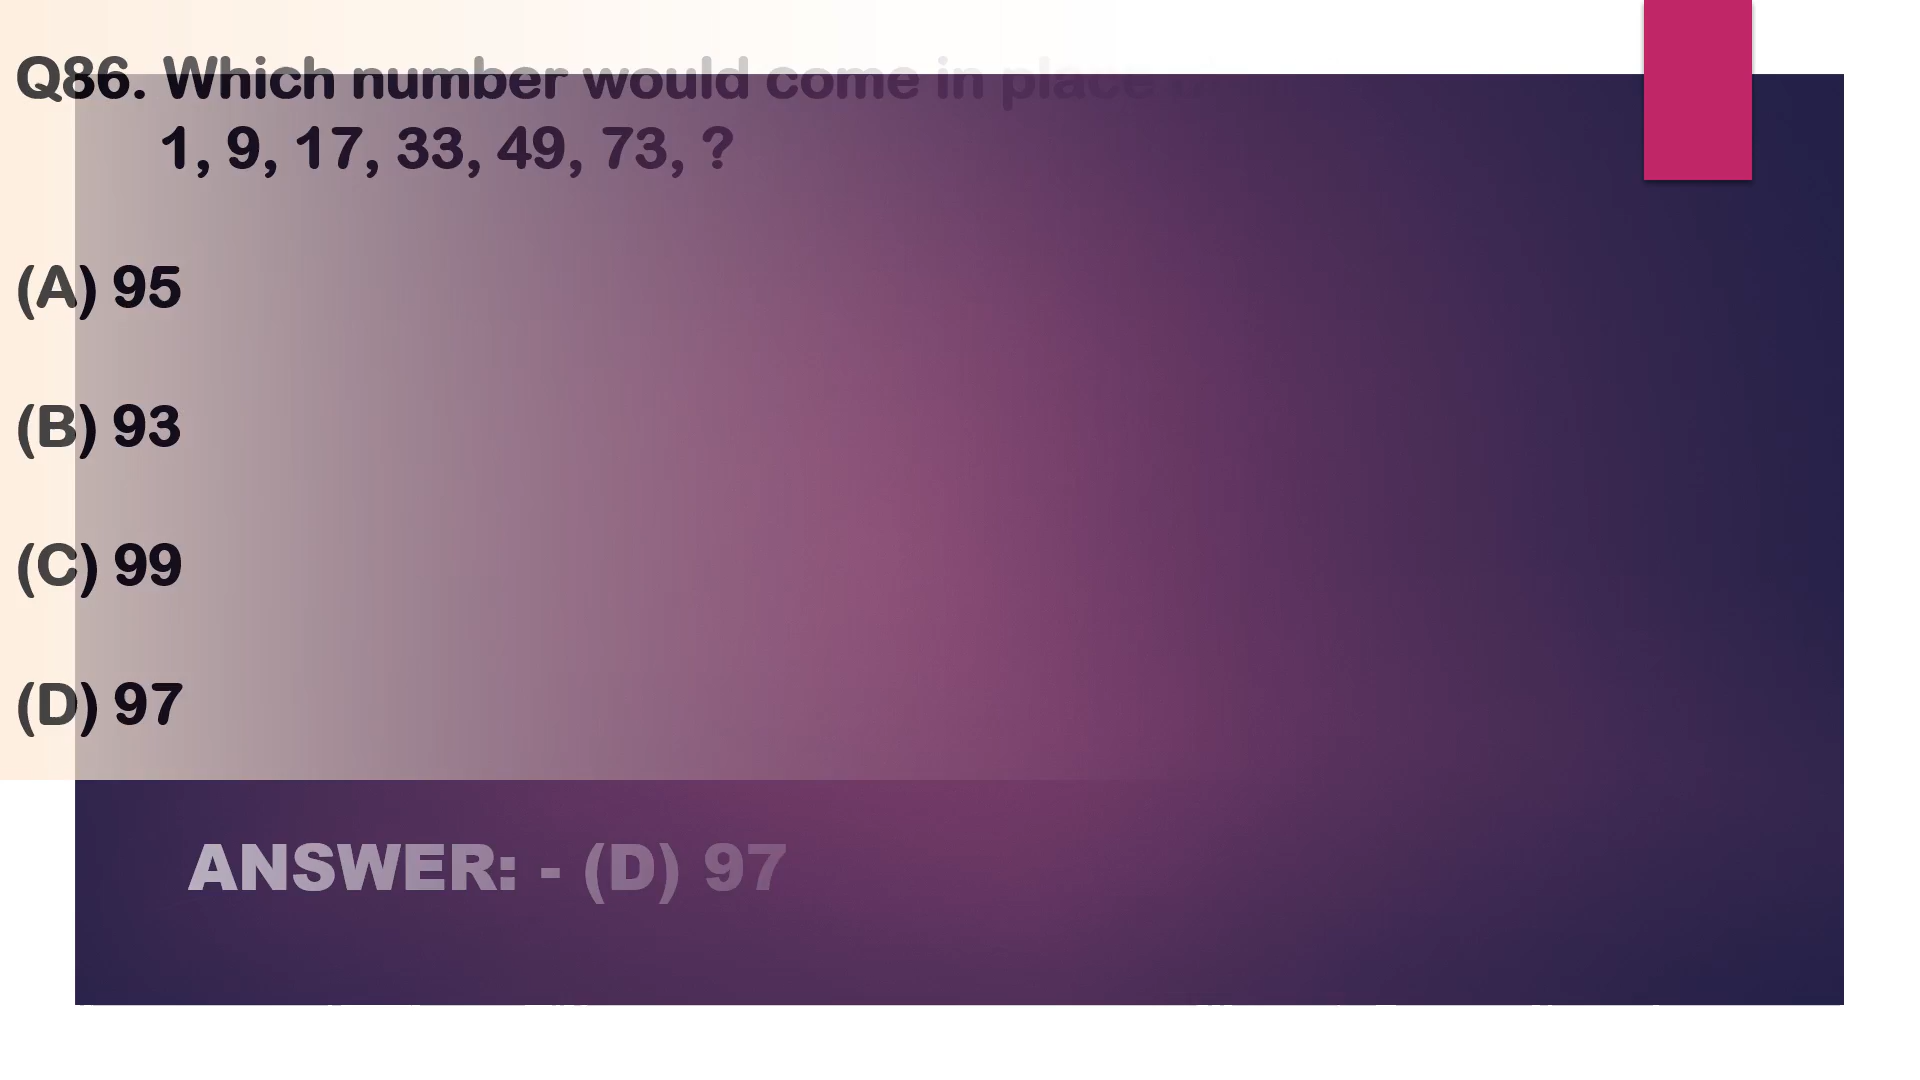 Q86. Which number would come in place
1, 9, 17, 33, 49, 73, ?
(A) 95
(B) 93
(C) 99
(D) 97
ANSWER: - (D) 97